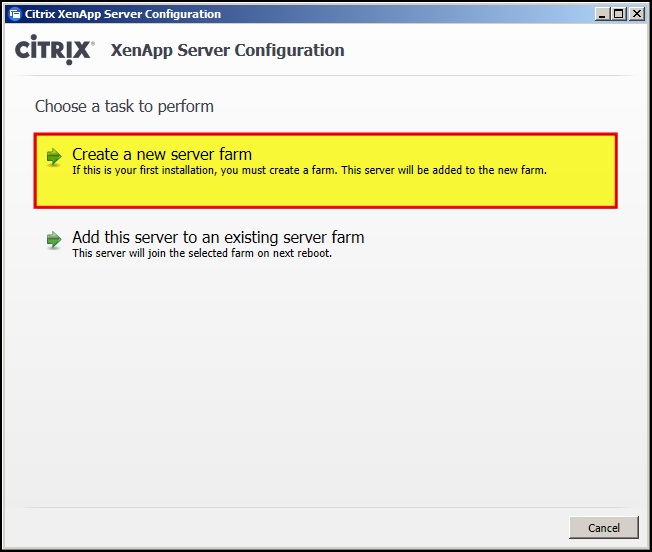 Citrix XenApp Server Configuration
CITRIX® XenApp Server Configuration
Choose a task to perform
Create a new server farm
If this is your first installation, you must create a farm. This server will be added to the new farm.
Add this server to an existing server farm
This server will join the selected farm on next reboot.
Cancel